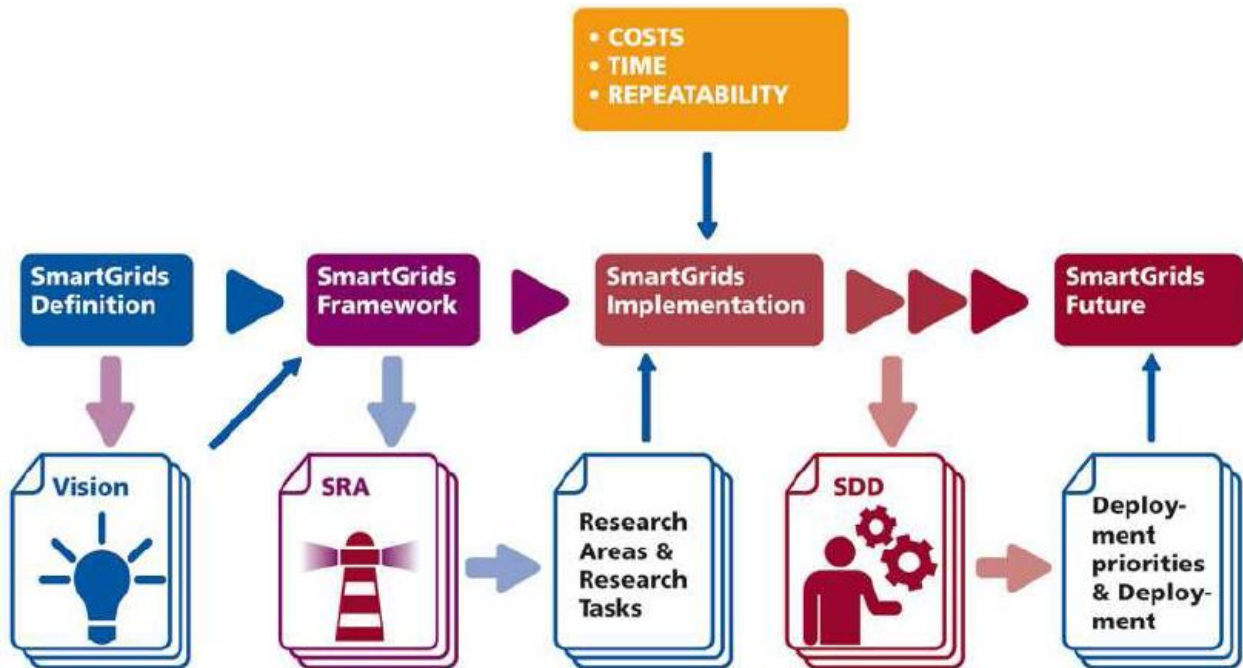 • COSTS
• TIME
• REPEATABILITY
SmartGrids
Definition
SmartGrids
Framework
SmartGrids
Implementation
SmartGrids
Future
Vision
SRA
Research
Areas &
Research
Tasks
SDD
Deploy-
ment
priorities
& Deploy-
ment